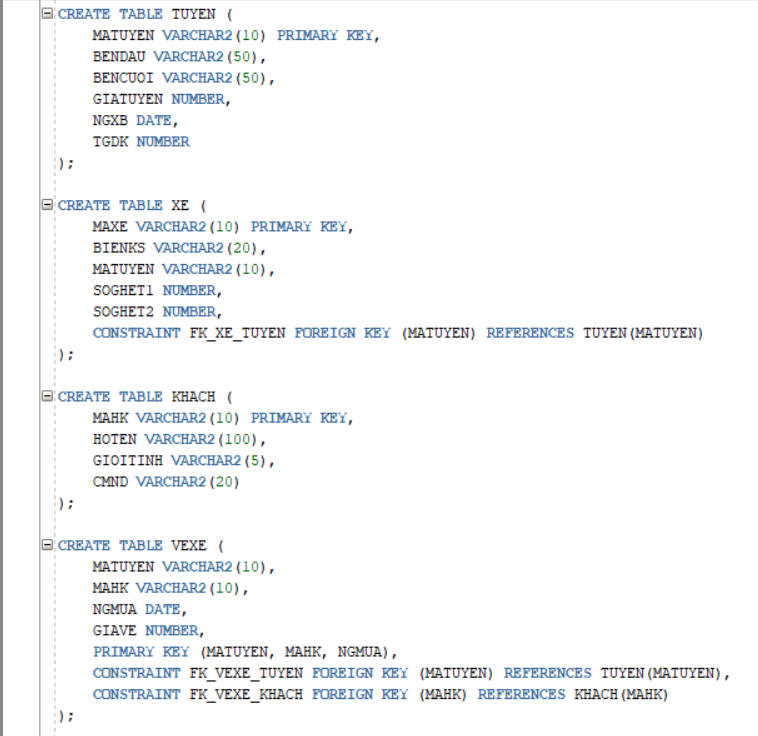 CREATE TABLE TUYEN (
MATUYEN VARCHAR2(10) PRIMARY KEY,
BENDAU VARCHAR2(50),
BENCUOI VARCHAR2(50),
GIATUYEN NUMBER,
NGXB DATE,
TGDK NUMBER
);
CREATE TABLE XE (
MAXE VARCHAR2(10) PRIMARY KEY,
BIENKS VARCHAR2(20),
MATUYEN VARCHAR2(10),
SOGHET1 NUMBER,
SOGHET2 NUMBER,
CONSTRAINT FK_XE_TUYEN FOREIGN KEY (MATUYEN) REFERENCES TUYEN(MATUYEN)
);
CREATE TABLE KHACH (
MAHK VARCHAR2(10) PRIMARY KEY,
HOTEN VARCHAR2(100),
GIOITINH VARCHAR2(5),
CMND VARCHAR2(20)
);
CREATE TABLE VEXE (
MATUYEN VARCHAR2(10),
MAHK VARCHAR2(10),
NGMUA DATE,
GIAVE NUMBER,
PRIMARY KEY (MATUYEN, MAHK, NGMUA),
CONSTRAINT FK_VEXE_TUYEN FOREIGN KEY (MATUYEN) REFERENCES TUYEN(MATUYEN),
CONSTRAINT FK_VEXE_KHACH FOREIGN KEY (MAHK) REFERENCES KHACH(MAHK)
);